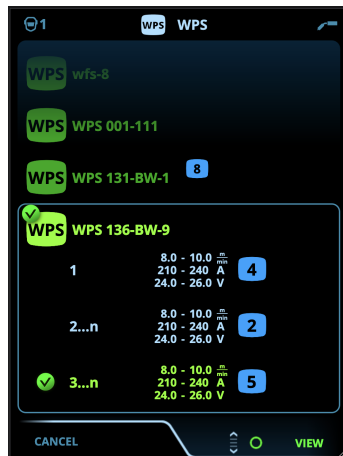 1 WPS WPS
WPS wfs-8
WPS WPS 001-111
WPS WPS 131-BW-1 8
WPS WPS 136-BW-9
8.0 - 10.0 m/min
1 210 - 240 A 4
24.0 - 26.0 V
8.0 - 10.0 m/min
2...n 210 - 240 A 2
24.0 - 26.0 V
8.0 - 10.0 m/min
3...n 210 - 240 A 5
24.0 - 26.0 V
CANCEL VIEW